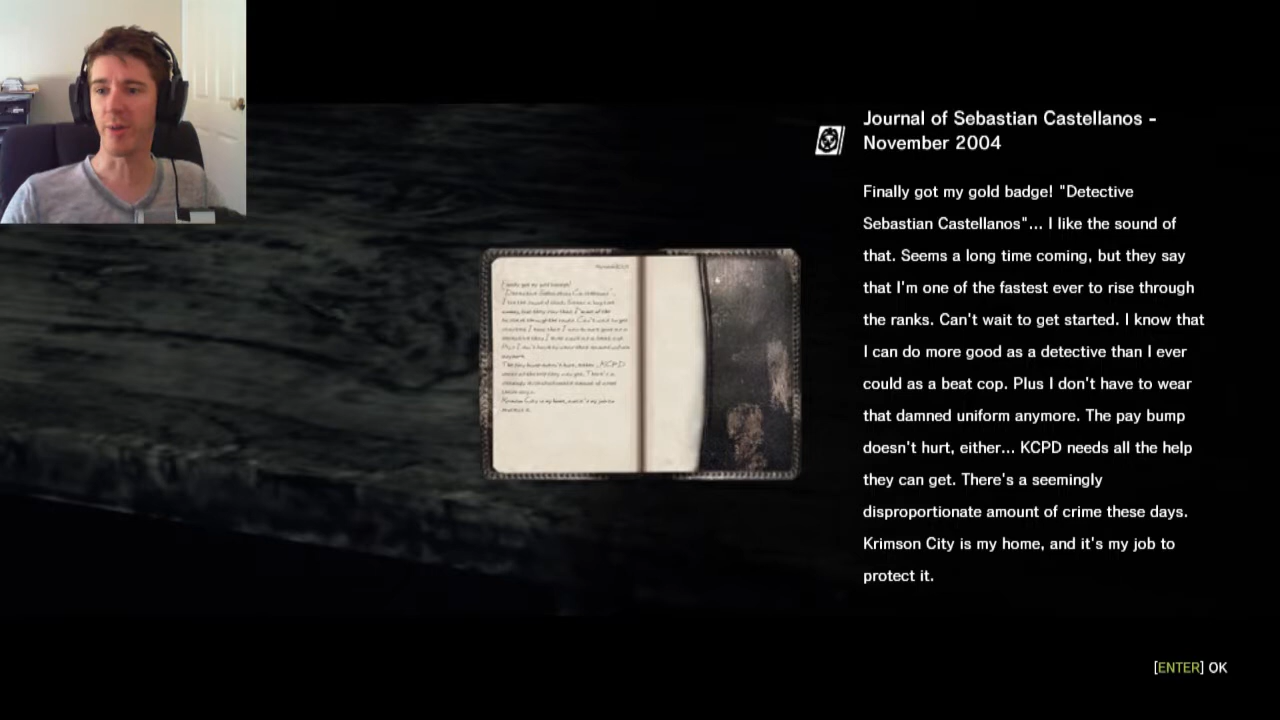 Journal of Sebastian Castellanos -
November 2004
Finally got my gold badge! "Detective
Sebastian Castellanos"... I like the sound of
that. Seems a long time coming, but they say
that I'm one of the fastest ever to rise through
the ranks. Can't wait to get started. I know that
I can do more good as a detective than I ever
could as a beat cop. Plus I don't have to wear
that damned uniform anymore. The pay bump
doesn't hurt, either... KCPD needs all the help
they can get. There's a seemingly
disproportionate amount of crime these days.
Krimson City is my home, and it's my job to
protect it.
[ENTER] OK